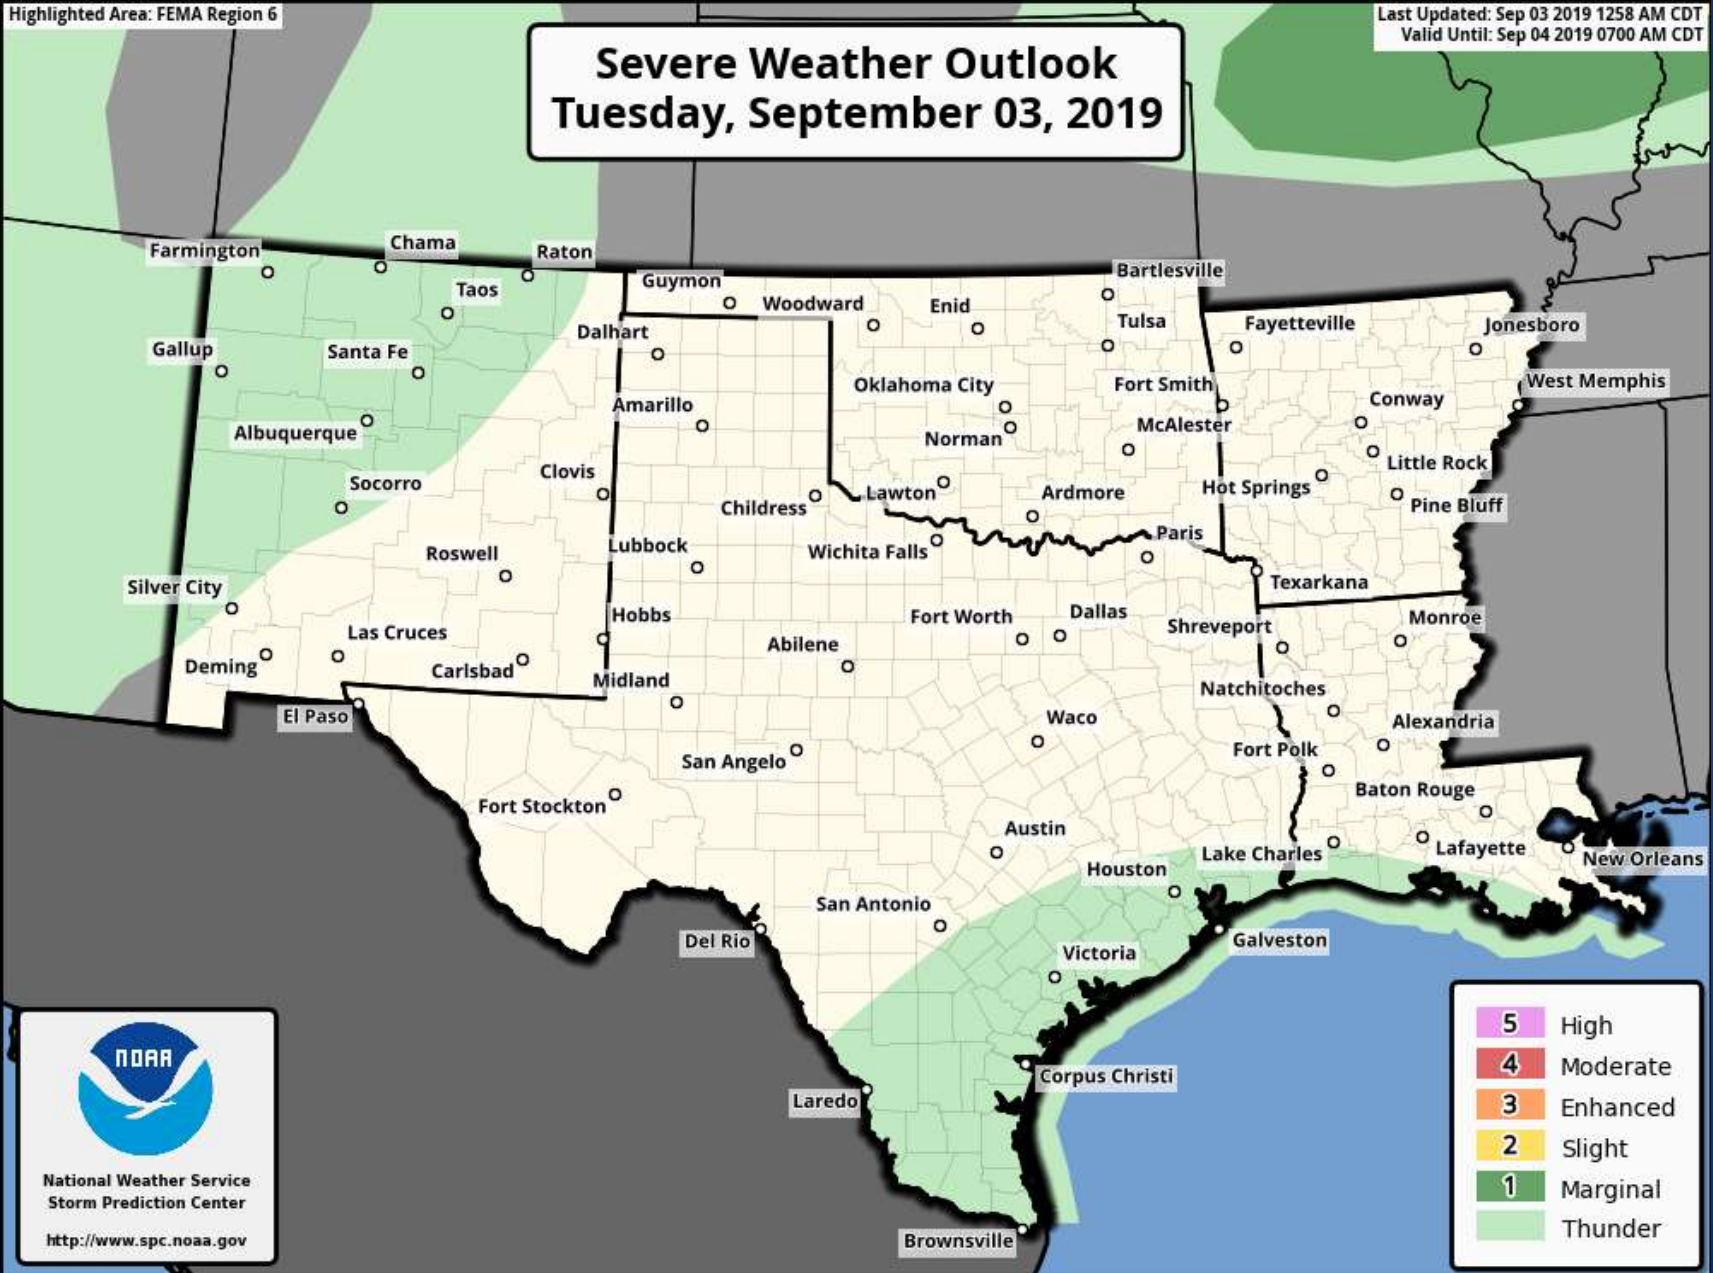 Highlighted Area: FEMA Region 6
Last Updated: Sep 03 2019 1258 AM CDT
Valid Until: Sep 04 2019 0700 AM CDT
Severe Weather Outlook
Tuesday, September 03, 2019
Farmington
Chama
Raton
Taos
Guymon
Woodward
Enid
Bartlesville
Tulsa
Fayetteville
Jonesboro
Gallup
Santa Fe
Dalhart
Oklahoma City
Fort Smith
West Memphis
Conway
Albuquerque
Amarillo
Norman
McAlester
Little Rock
Socorro
Clovis
Childress
Lawton
Ardmore
Hot Springs
Pine Bluff
Roswell
Lubbock
Wichita Falls
Paris
Texarkana
Silver City
Hobbs
Fort Worth
Dallas
Shreveport
Monroe
Las Cruces
Deming
Carlsbad
Midland
Abilene
Natchitoches
El Paso
Waco
Alexandria
San Angelo
Fort Polk
Fort Stockton
Baton Rouge
Austin
Houston
Lake Charles
Lafayette
New Orleans
San Antonio
Del Rio
Victoria
Galveston
Corpus Christi
Laredo
Brownsville
NOAA
National Weather Service
Storm Prediction Center
http://www.spc.noaa.gov
5 High
4 Moderate
3 Enhanced
2 Slight
1 Marginal
Thunder